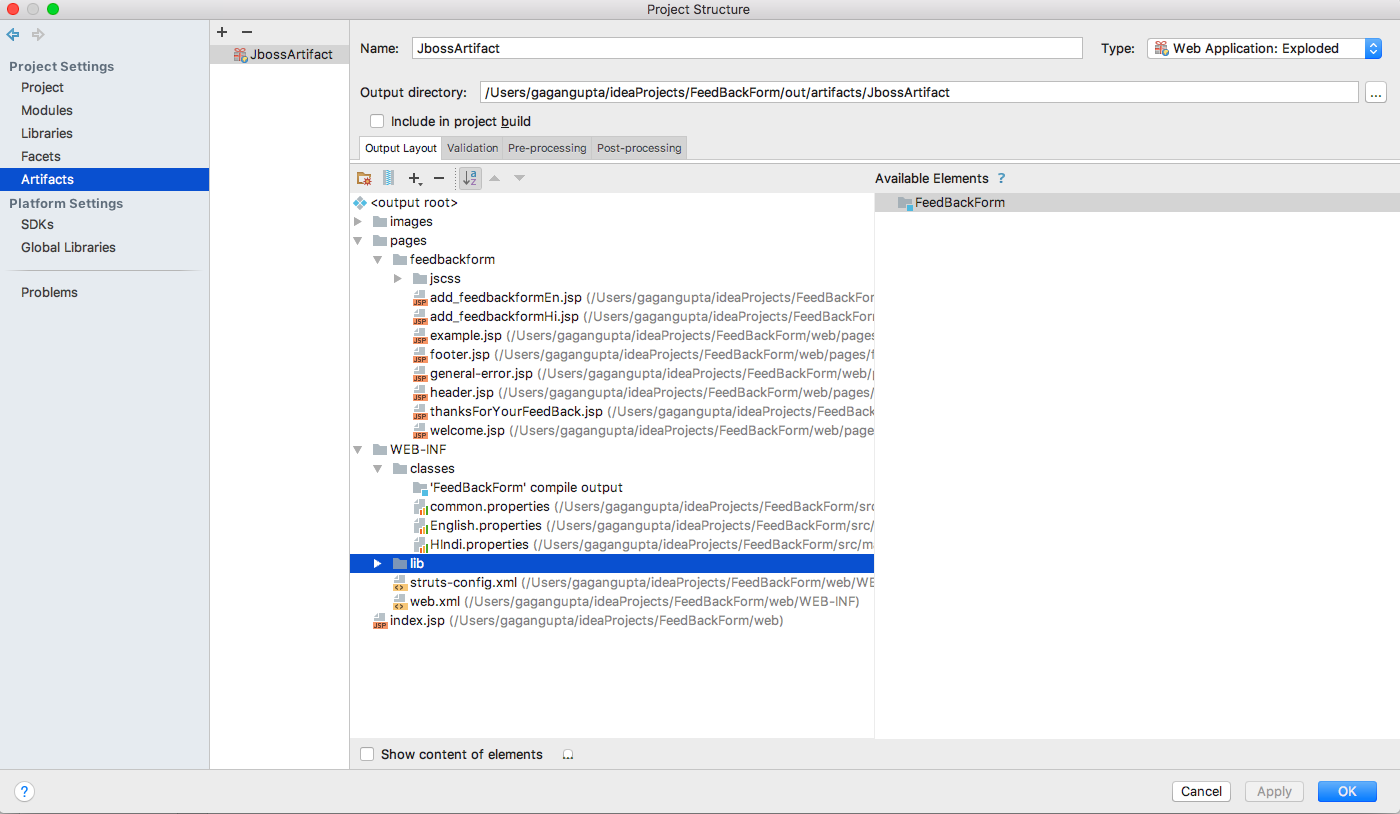 Project Structure
Project Settings
Project
Modules
Libraries
Facets
Artifacts
Platform Settings
SDKs
Global Libraries
Problems
JbossArtifact
Name: JbossArtifact Type: Web Application: Exploded
Output directory: /Users/gagangupta/ideaProjects/FeedBackForm/out/artifacts/JbossArtifact ...
Include in project build
Output Layout Validation Pre-processing Post-processing
Available Elements ?
<output root>
images
pages
feedbackform
jscss
add_feedbackformEn.jsp (/Users/gagangupta/ideaProjects/FeedBackFor
add_feedbackformHi.jsp (/Users/gagangupta/ideaProjects/FeedBackForr
example.jsp (/Users/gagangupta/ideaProjects/FeedBackForm/web/pages
footer.jsp (/Users/gagangupta/ideaProjects/FeedBackForm/web/pages/f
general-error.jsp (/Users/gagangupta/ideaProjects/FeedBackForm/web/p
header.jsp (/Users/gagangupta/ideaProjects/FeedBackForm/web/pages/
thanksForYourFeedBack.jsp (/Users/gagangupta/ideaProjects/FeedBack
welcome.jsp (/Users/gagangupta/ideaProjects/FeedBackForm/web/page
WEB-INF
classes
'FeedBackForm' compile output
common.properties (/Users/gagangupta/ideaProjects/FeedBackForm/src
English.properties (/Users/gagangupta/ideaProjects/FeedBackForm/src/
HIndi.properties (/Users/gagangupta/ideaProjects/FeedBackForm/src/m
lib
struts-config.xml (/Users/gagangupta/ideaProjects/FeedBackForm/web/WE
web.xml (/Users/gagangupta/ideaProjects/FeedBackForm/web/WEB-INF)
index.jsp (/Users/gagangupta/ideaProjects/FeedBackForm/web)
FeedBackForm
Show content of elements ...
? Cancel Apply OK